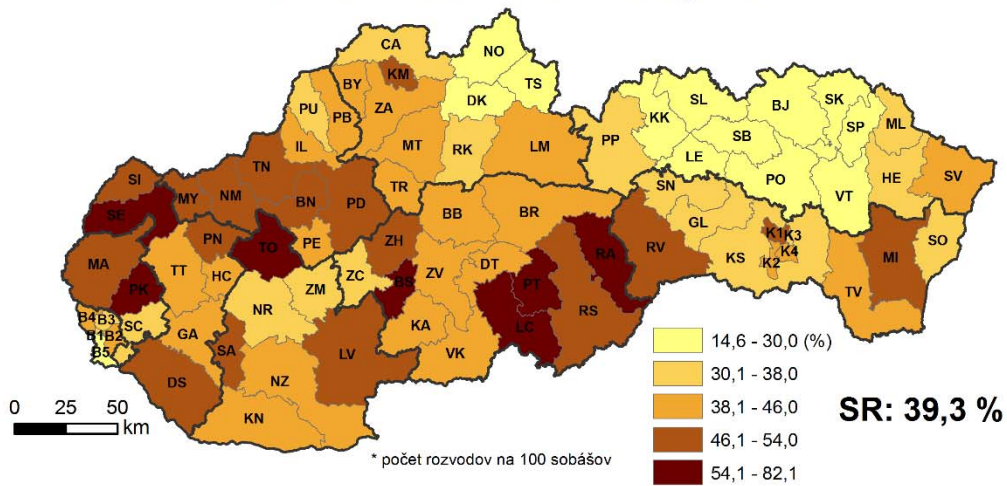 CA
NO
KM
TS
BY
PU
PB
ZA
DK
IL
MT
RK
LM
TR
PP
KK
SL
BJ
SK
SB
SP
ML
LE
PO
VT
HE
SV
SN
GL
KS
K1
K3
K4
K2
SO
MI
TV
RV
SI
SE
MY
NM
TN
BN
PD
TO
PE
PN
MA
PK
TT
HC
B4 B3
B1 B2
B5
SC
GA
DS
BB
BR
ZH
ZC
BS
ZV
DT
PT
RA
LC
RS
KA
VK
NR
ZM
SA
LV
NZ
KN
14,6 - 30,0 (%)
30,1 - 38,0
38,1 - 46,0
46,1 - 54,0
54,1 - 82,1
SR: 39,3 %
0 25 50
km
* počet rozvodov na 100 sobášov